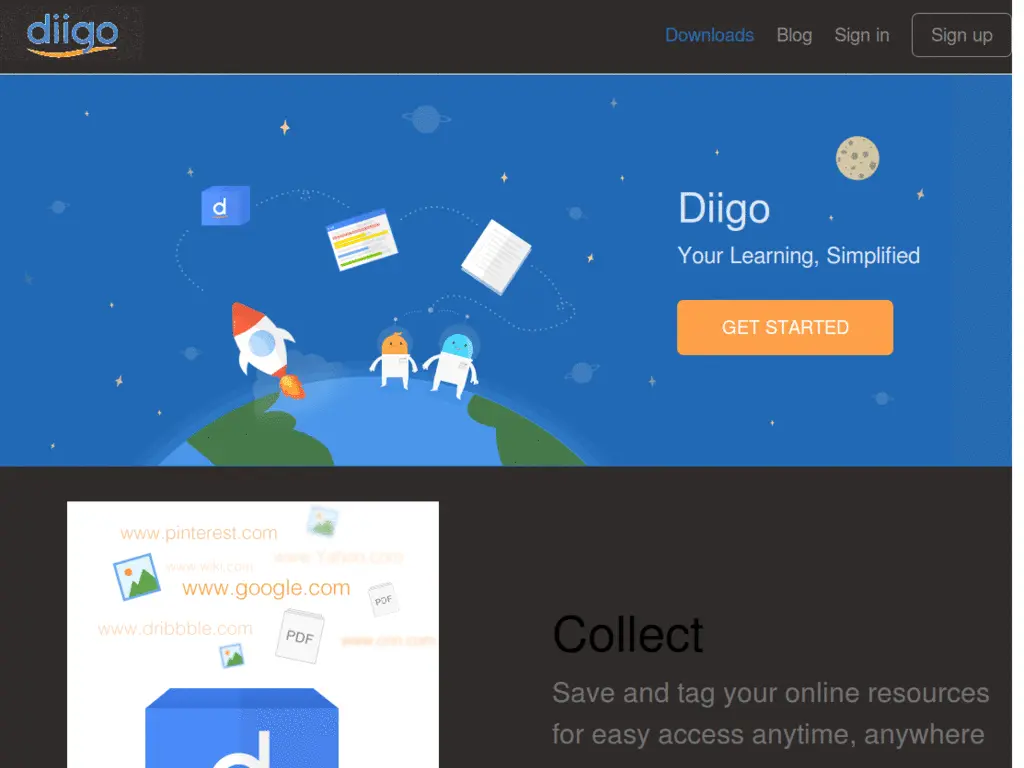 diigo
Downloads Blog Sign in Sign up
d
Diigo
Your Learning, Simplified
GET STARTED
www.pinterest.com
www.Yahoo.com
www.wiki.com
www.google.com
PDF
www.dribbble.com
PDF
www.cnn.com
d
Collect
Save and tag your online resources
for easy access anytime, anywhere